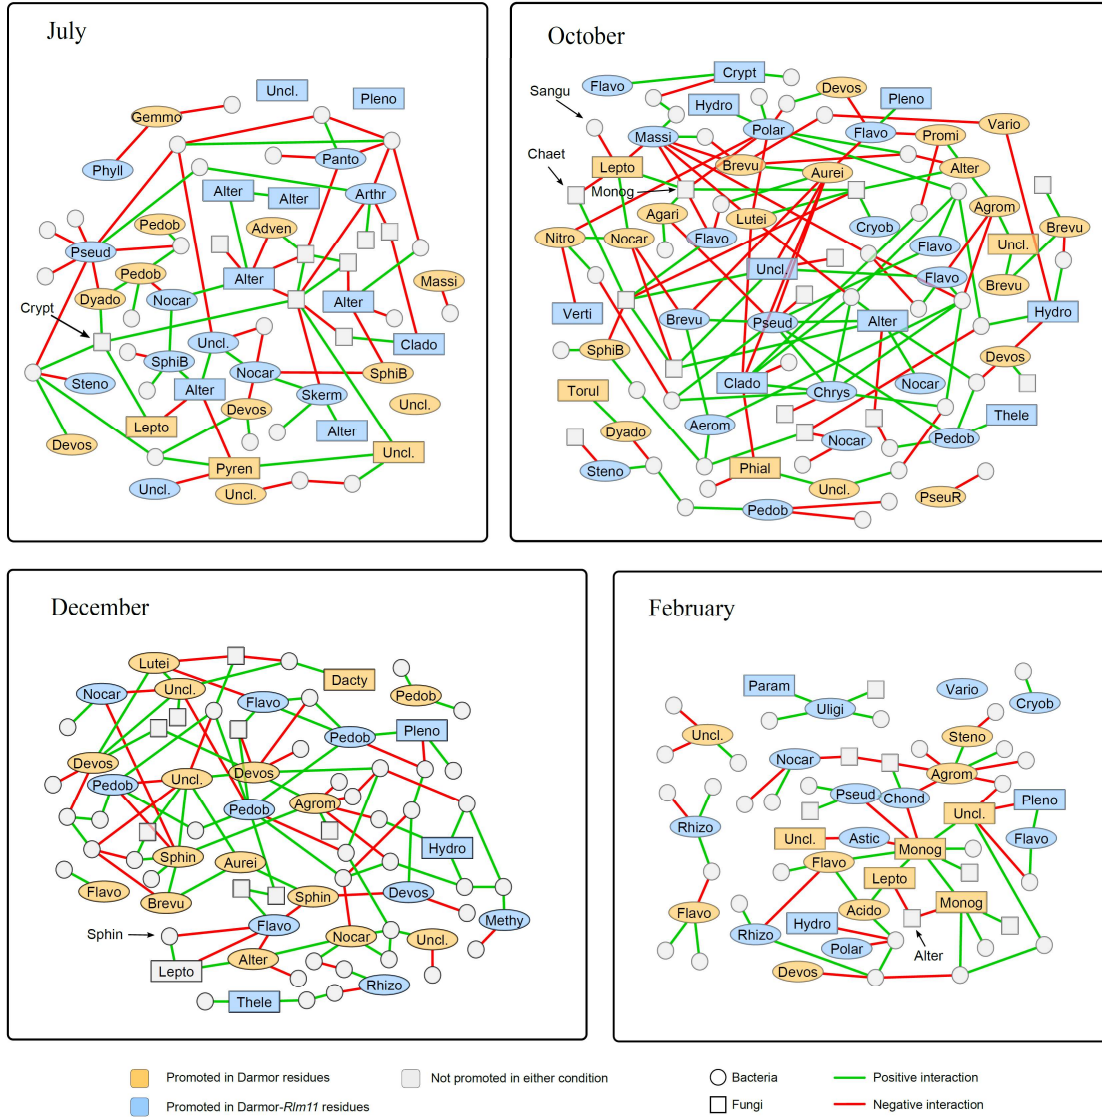 July
Uncl.
Pleno
Gemmo
Phyll
Panto
Alter
Alter
Arthr
Pedob
Adven
Pseud
Pedob
Alter
Massi
Dyado
Nocar
Alter
Crypt
Uncl.
Clado
SphiB
Nocar
SphiB
Steno
Alter
Skerm
Uncl.
Devos
Lepto
Alter
Devos
Pyren
Uncl.
Uncl.
Uncl.
October
Crypt
Flavo
Devos
Sangu
Hydro
Pleno
Massi
Polar
Flavo
Promi
Vario
Chaet
Lepto
Brevu
Aurei
Alter
Monog
Agari
Lutei
Agrom
Nitro
Nocar
Flavo
Cryob
Flavo
Uncl.
Brevu
Uncl.
Flavo
Brevu
Verti
Brevu
Pseud
Alter
Hydro
SphiB
Devos
Torul
Clado
Chrys
Nocar
Thele
Dyado
Aerom
Nocar
Pedob
Steno
Phial
Uncl.
PseuR
Pedob
December
Lutei
Dacty
Nocar
Uncl.
Flavo
Pedob
Pedob
Pleno
Devos
Pedob
Uncl.
Devos
Pedob
Agrom
Hydro
Sphin
Aurei
Flavo
Brevu
Sphin
Devos
Methy
Sphin
Flavo
Nocar
Uncl.
Lepto
Alter
Thele
Rhizo
February
Param
Vario
Cryob
Uligi
Uncl.
Steno
Nocar
Agrom
Pseud
Chond
Pleno
Rhizo
Uncl.
Uncl.
Astic
Monog
Flavo
Flavo
Lepto
Flavo
Acido
Monog
Rhizo
Hydro
Polar
Alter
Devos
Promoted in Darmor residues
Not promoted in either condition
Bacteria
Positive interaction
Promoted in Darmor-Rlm11 residues
Fungi
Negative interaction